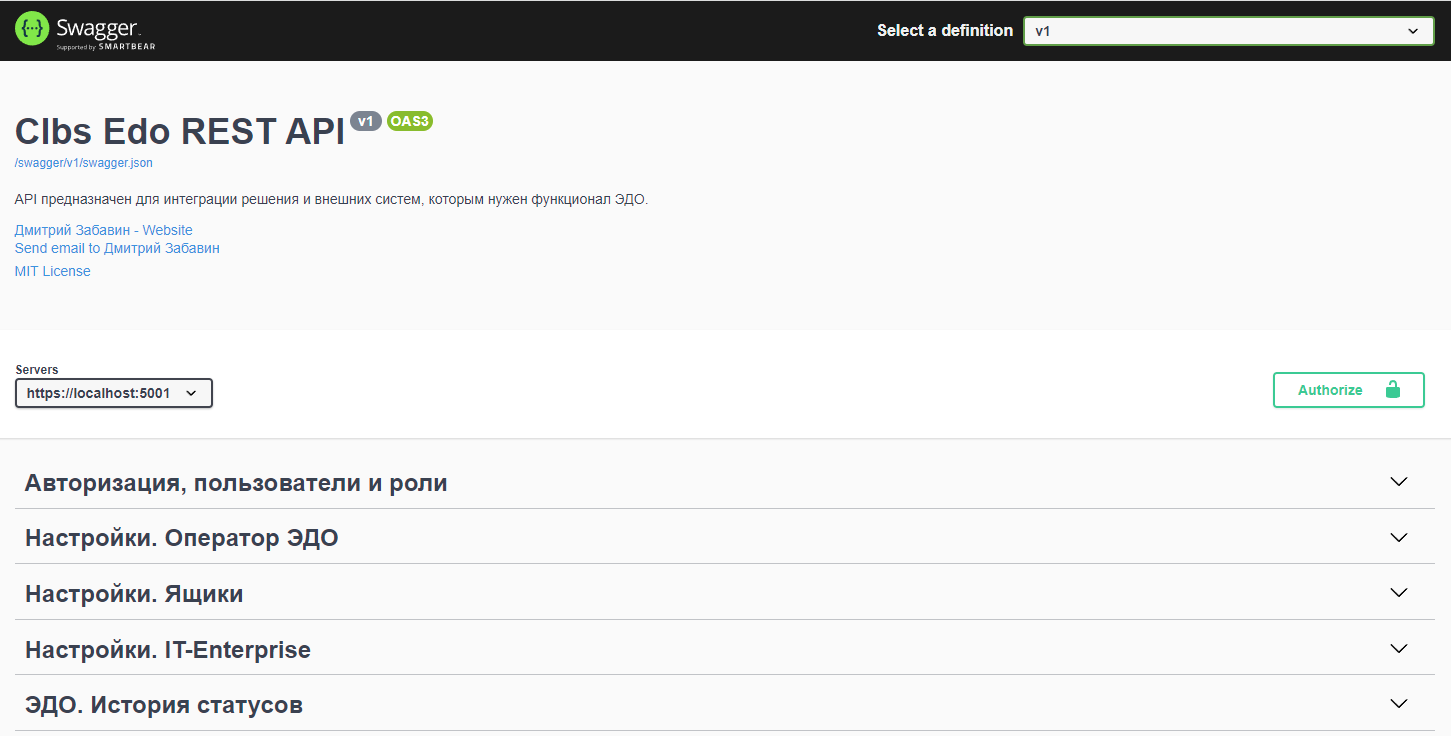 Swagger.
Supported by SMARTBEAR
Select a definition
v1
Clbs Edo REST API v1 OAS3
/swagger/v1/swagger.json
API предназначен для интеграции решения и внешних систем, которым нужен функционал ЭДО.
Дмитрий Забавин - Website
Send email to Дмитрий Забавин
MIT License
Servers
https://localhost:5001
Authorize
Авторизация, пользователи и роли
Настройки. Оператор ЭДО
Настройки. Ящики
Настройки. IT-Enterprise
ЭДО. История статусов